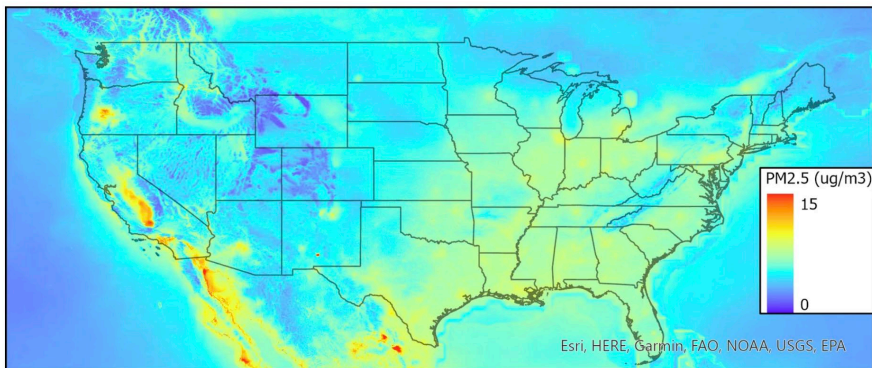 PM2.5 (ug/m3)
15
0
Esri, HERE, Garmin, FAO, NOAA, USGS, EPA